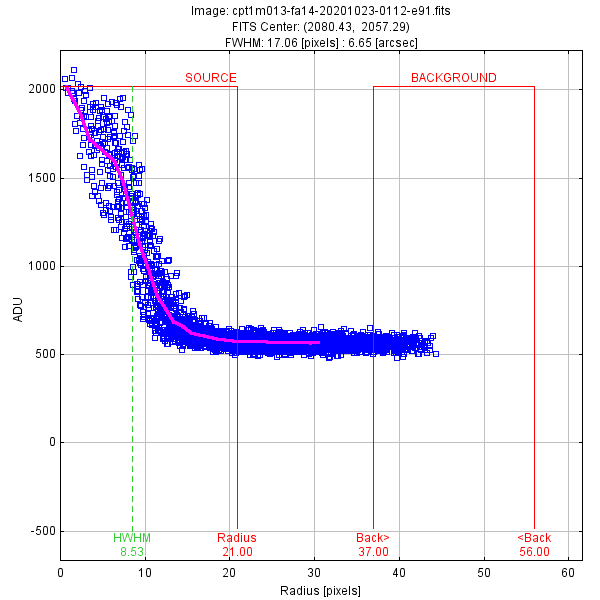 Image: cpt1m013-fa14-20201023-0112-e91.fits
FITS Center: (2080.43, 2057.29)
FWHM: 17.06 [pixels] : 6.65 [arcsec]
SOURCE BACKGROUND
2000
1500
1000
500
0
-500
ADU
HWHM Radius Back> <Back
8.53 21.00 37.00 56.00
0 10 20 30 40 50 60
Radius [pixels]